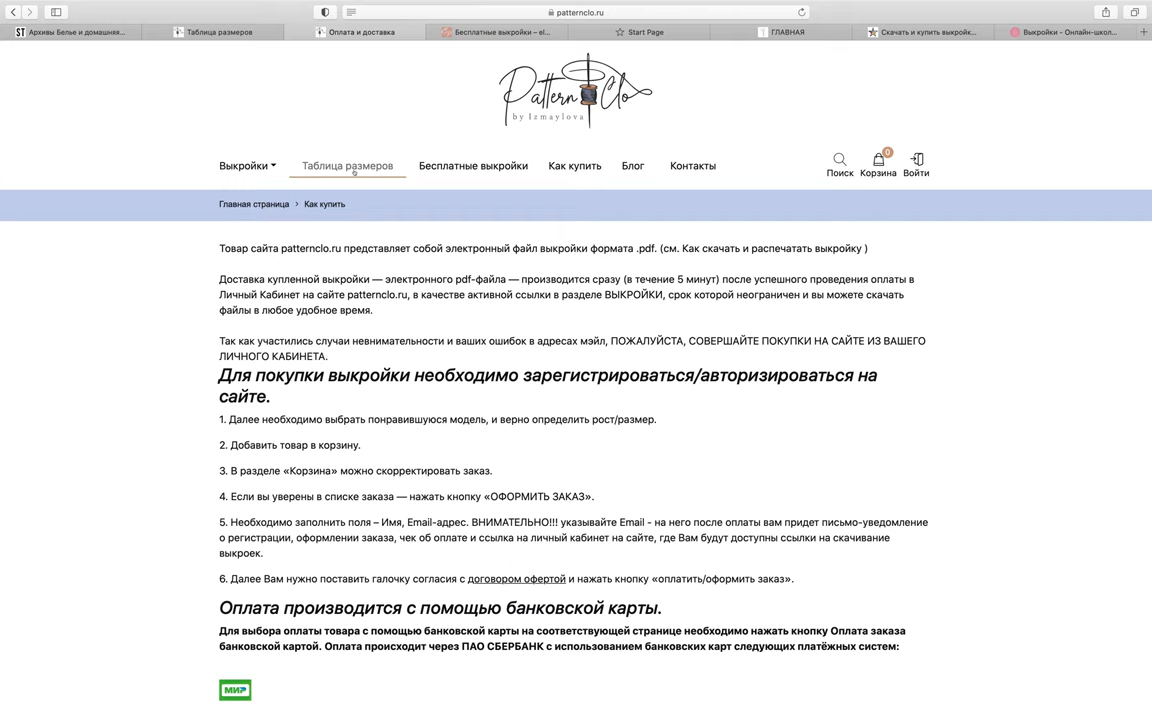 patternclo.ru
ST Архивы Белье и домашняя...
Таблица размеров
Оплата и доставка
Бесплатные выкройки – el...
Start Page
ГЛАВНАЯ
Скачать и купить выкройк...
Выкройки - Онлайн-школ...
Pattern Clo
by Izmaylova
Выкройки
Таблица размеров
Бесплатные выкройки
Как купить
Блог
Контакты
0
Поиск
Корзина
Войти
Главная страница › Как купить
Товар сайта patternclo.ru представляет собой электронный файл выкройки формата .pdf. (см. Как скачать и распечатать выкройку )
Доставка купленной выкройки — электронного pdf-файла — производится сразу (в течение 5 минут) после успешного проведения оплаты в
Личный Кабинет на сайте patternclo.ru, в качестве активной ссылки в разделе ВЫКРОЙКИ, срок которой неограничен и вы можете скачать
файлы в любое удобное время.
Так как участились случаи невнимательности и ваших ошибок в адресах мэйл, ПОЖАЛУЙСТА, СОВЕРШАЙТЕ ПОКУПКИ НА САЙТЕ ИЗ ВАШЕГО
ЛИЧНОГО КАБИНЕТА.
Для покупки выкройки необходимо зарегистрироваться/авторизироваться на
сайте.
1. Далее необходимо выбрать понравившуюся модель, и верно определить рост/размер.
2. Добавить товар в корзину.
3. В разделе «Корзина» можно скорректировать заказ.
4. Если вы уверены в списке заказа — нажать кнопку «ОФОРМИТЬ ЗАКАЗ».
5. Необходимо заполнить поля – Имя, Email-адрес. ВНИМАТЕЛЬНО!!! указывайте Email - на него после оплаты вам придет письмо-уведомление
о регистрации, оформлении заказа, чек об оплате и ссылка на личный кабинет на сайте, где Вам будут доступны ссылки на скачивание
выкроек.
6. Далее Вам нужно поставить галочку согласия с договором офертой и нажать кнопку «оплатить/оформить заказ».
Оплата производится с помощью банковской карты.
Для выбора оплаты товара с помощью банковской карты на соответствующей странице необходимо нажать кнопку Оплата заказа
банковской картой. Оплата происходит через ПАО СБЕРБАНК с использованием банковских карт следующих платёжных систем:
МИР